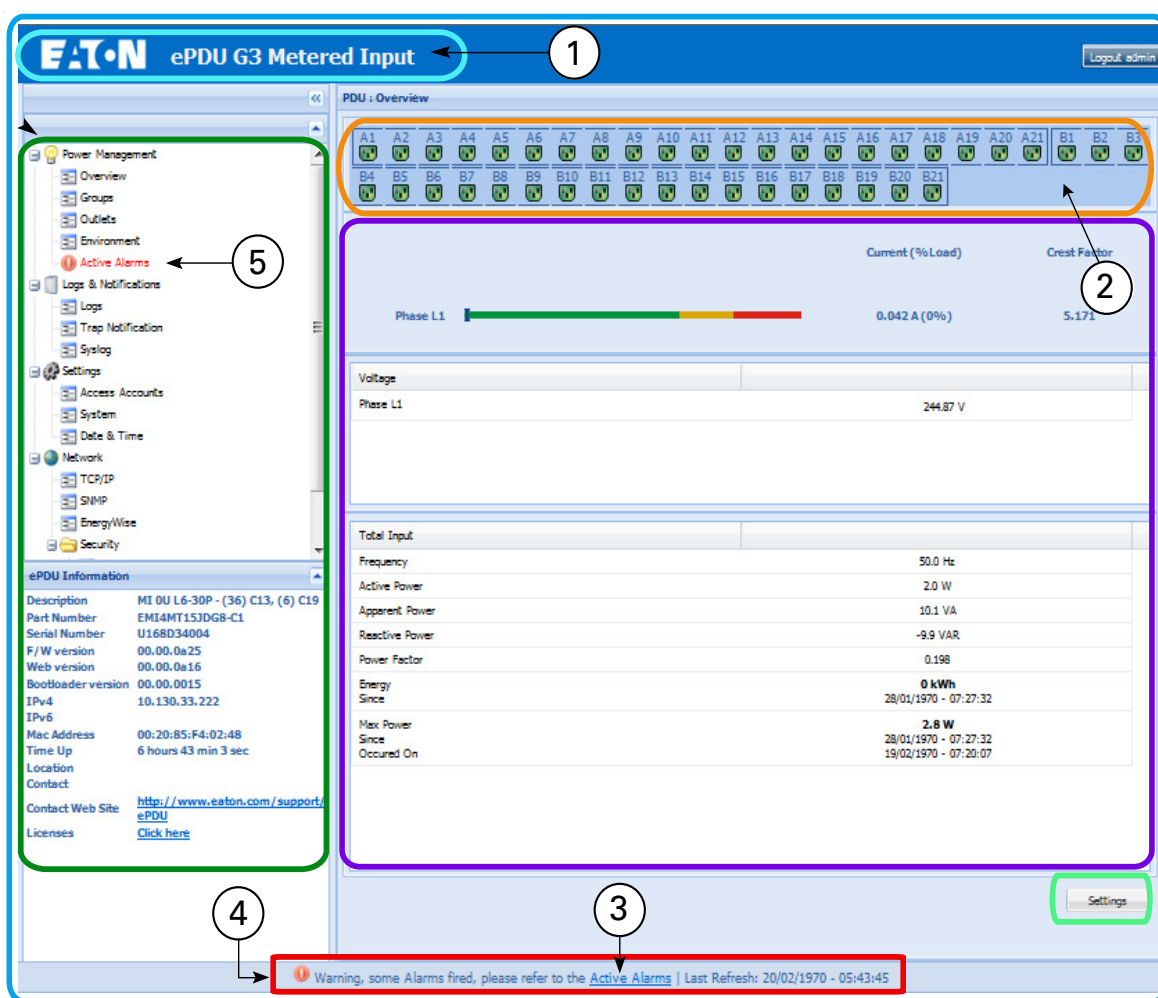 EATON ePDU G3 Metered Input
1
Logout admin
PDU : Overview
A1 A2 A3 A4 A5 A6 A7 A8 A9 A10 A11 A12 A13 A14 A15 A16 A17 A18 A19 A20 A21 B1 B2 B3
B4 B5 B6 B7 B8 B9 B10 B11 B12 B13 B14 B15 B16 B17 B18 B19 B20 B21
2
Power Management
Overview
Groups
Outlets
Environment
Active Alarms
5
Logs & Notifications
Logs
Trap Notification
Syslog
Settings
Access Accounts
System
Date & Time
Network
TCP/IP
SNMP
EnergyWise
Security
ePDU Information
Description MI 0U L6-30P - (36) C13, (6) C19
Part Number EMI4MT15JDG8-C1
Serial Number U168D34004
F/W version 00.00.0a25
Web version 00.00.0a16
Bootloader version 00.00.0015
IPv4 10.130.33.222
IPv6
Mac Address 00:20:85:F4:02:48
Time Up 6 hours 43 min 3 sec
Location
Contact
Contact Web Site http://www.eaton.com/support/
ePDU
Licenses Click here
Current (%Load) Crest Factor
Phase L1 0.042 A (0%) 5.171
Voltage
Phase L1 244.87 V
Total Input
Frequency 50.0 Hz
Active Power 2.0 W
Apparent Power 10.1 VA
Reactive Power -9.9 VAR
Power Factor 0.198
Energy 0 kWh
Since 28/01/1970 - 07:27:32
Max Power 2.8 W
Since 28/01/1970 - 07:27:32
Occured On 19/02/1970 - 07:20:07
Settings
4
3
Warning, some Alarms fired, please refer to the Active Alarms | Last Refresh: 20/02/1970 - 05:43:45